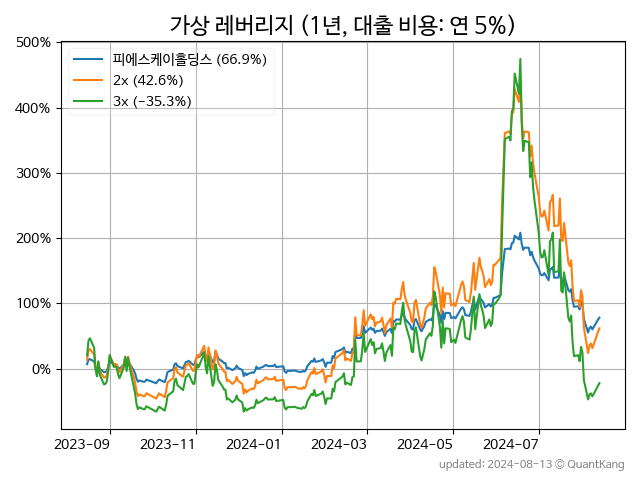 가상 레버리지 (1년, 대출 비용: 연 5%)
500%
400%
300%
200%
100%
0%
피에스케이홀딩스 (66.9%)
2x (42.6%)
3x (-35.3%)
2023-09 2023-11 2024-01 2024-03 2024-05 2024-07
updated: 2024-08-13 © QuantKang